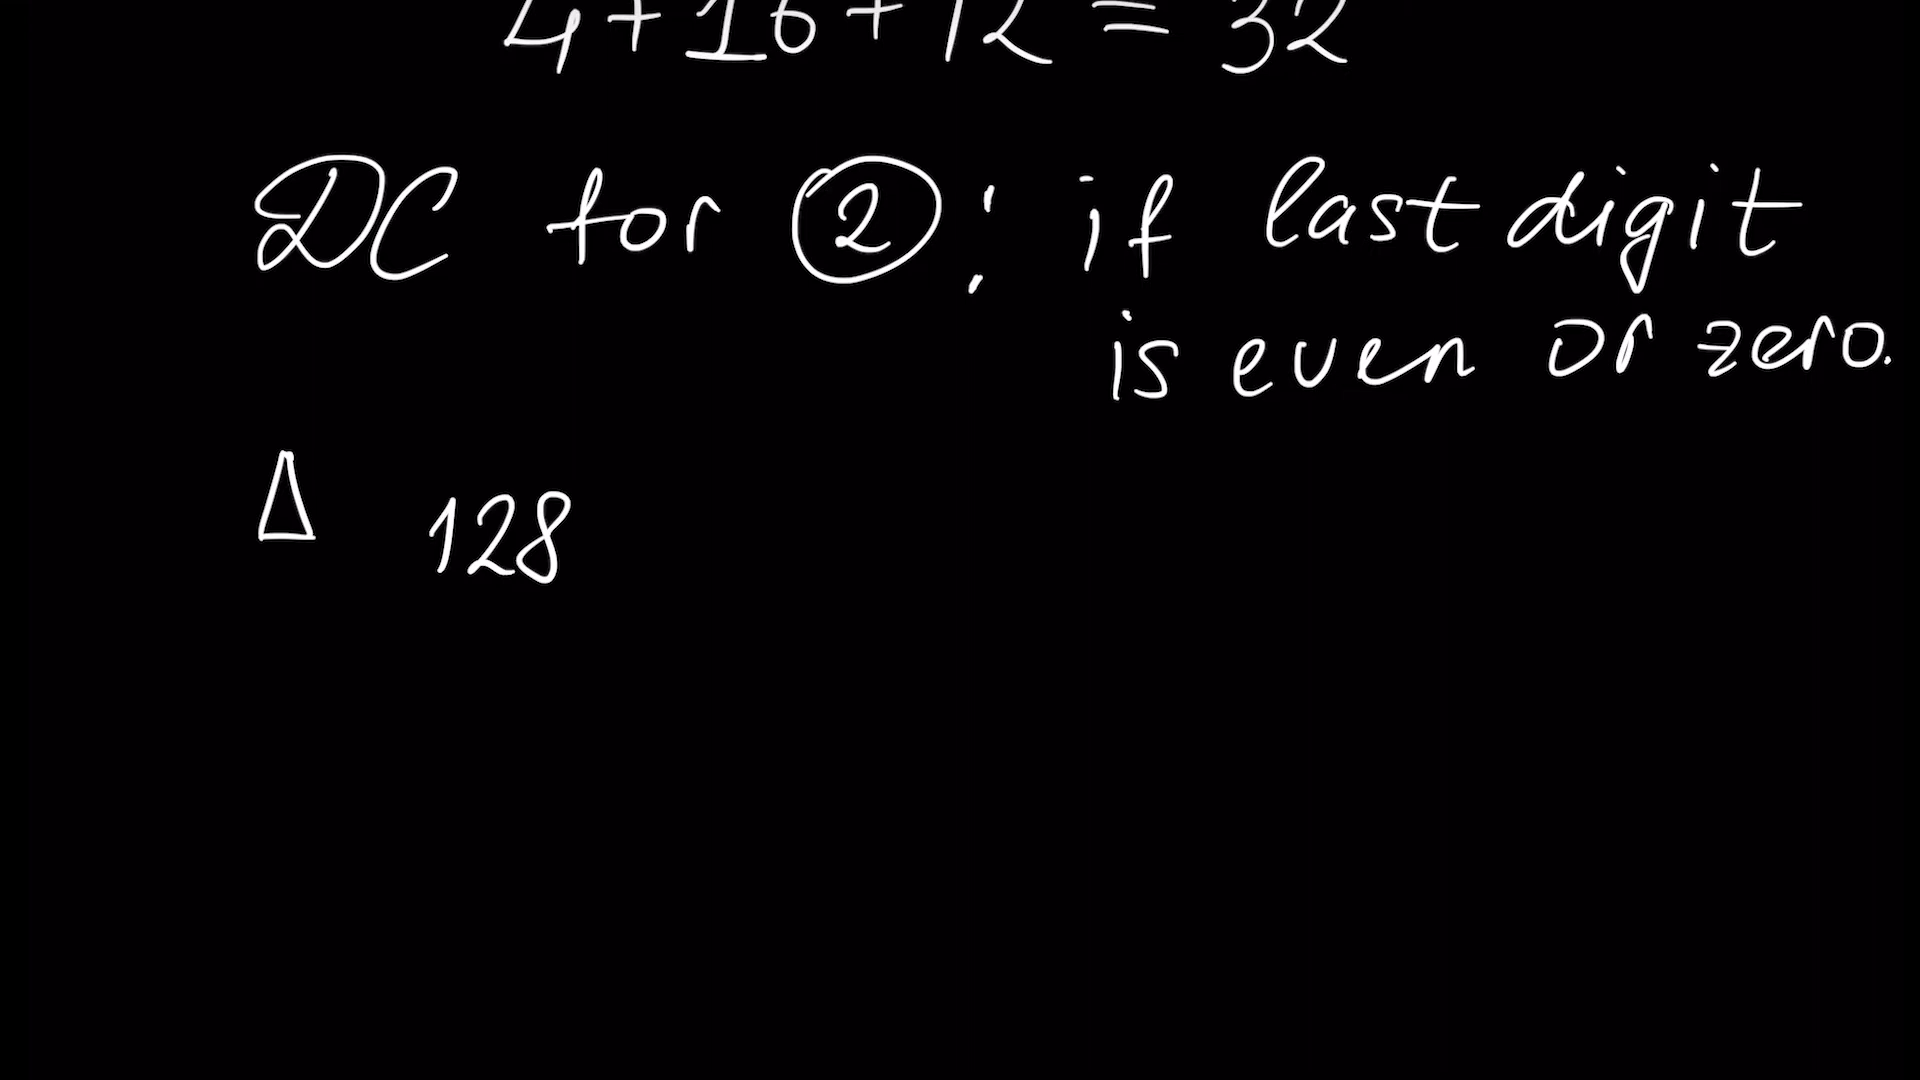 4+16+12 = 32
DC for 2: if last digit
is even or zero.
Δ 128